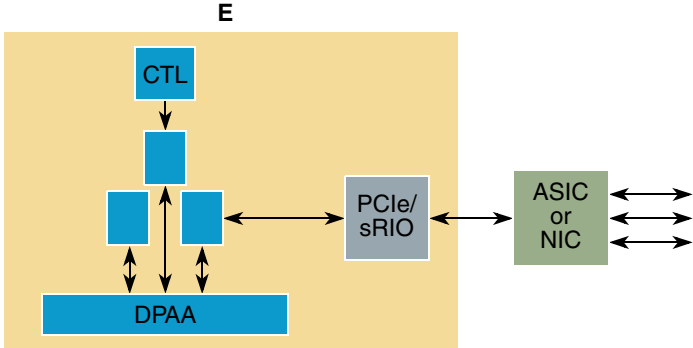 E
CTL
PCIe/
sRIO
ASIC
or
NIC
DPAA